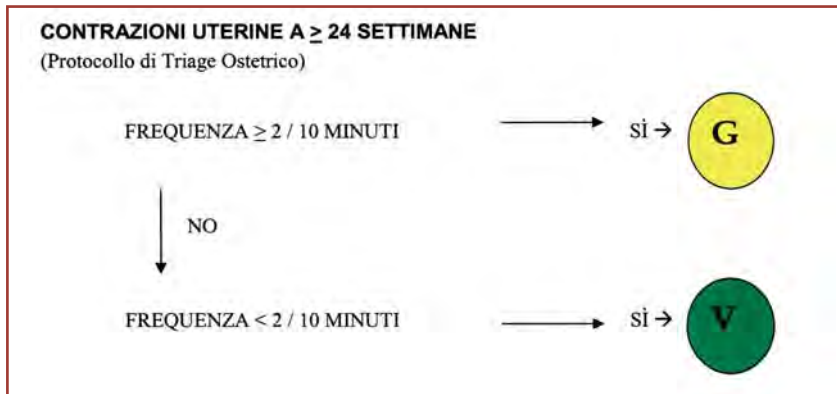 CONTRAZIONI UTERINE A ≥ 24 SETTIMANE
(Protocollo di Triage Ostetrico)
FREQUENZA ≥ 2 / 10 MINUTI SÌ → G
NO
FREQUENZA < 2 / 10 MINUTI SÌ → V